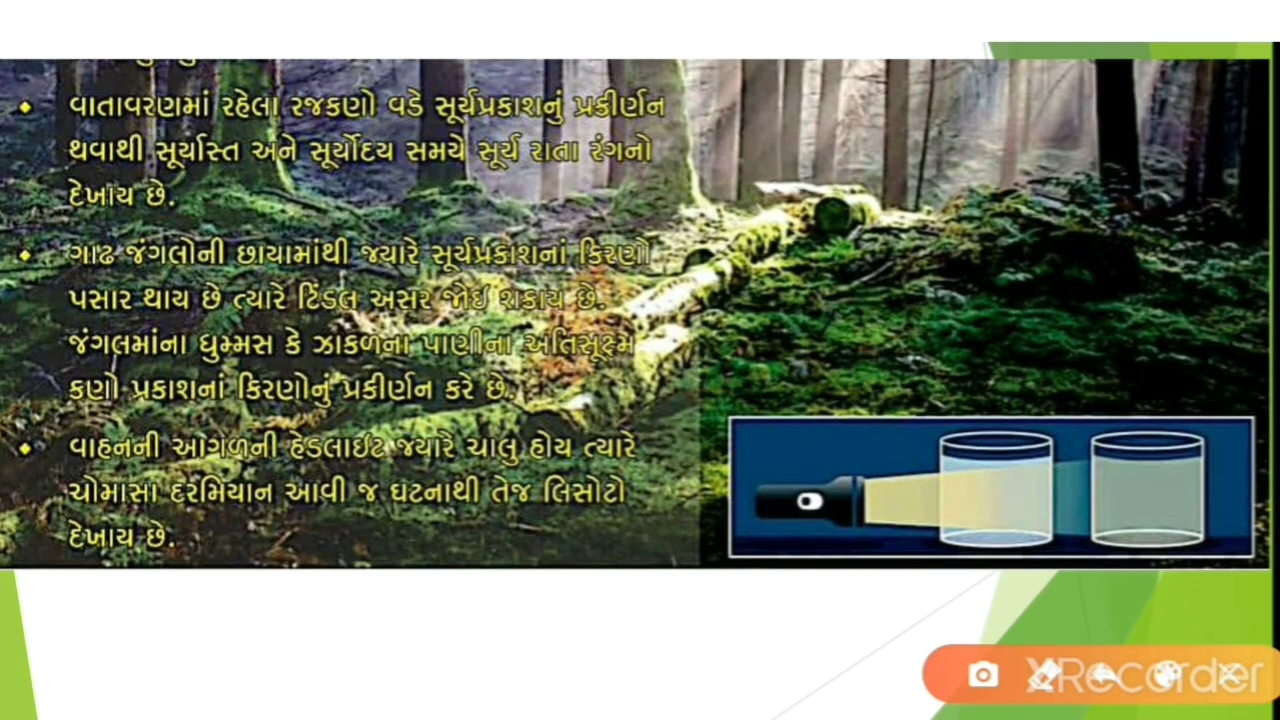 વાતાવરણમાં રહેલા રજકણો વડે સૂર્યપ્રકાશનું પ્રકીર્ણન
થવાથી સૂર્યાસ્ત અને સૂર્યોદય સમયે સૂર્ય રાતા રંગનો
દેખાય છે.
ગાઢ જંગલોની છાયામાંથી જ્યારે સૂર્યપ્રકાશનાં કિરણો
પસાર થાય છે ત્યારે ટિંડલ અસર જોઈ શકાય છે.
જંગલમાંના ધુમ્મસ કે ઝાકળના પાણીના અતિસૂક્ષ્મ
કણો પ્રકાશનાં કિરણોનું પ્રકીર્ણન કરે છે.
વાહનની આગળની હેડલાઈટ જ્યારે ચાલુ હોય ત્યારે
ચોમાસા દરમિયાન આવી જ ઘટનાથી તેજ લિસોટો
દેખાય છે.
XRecorder